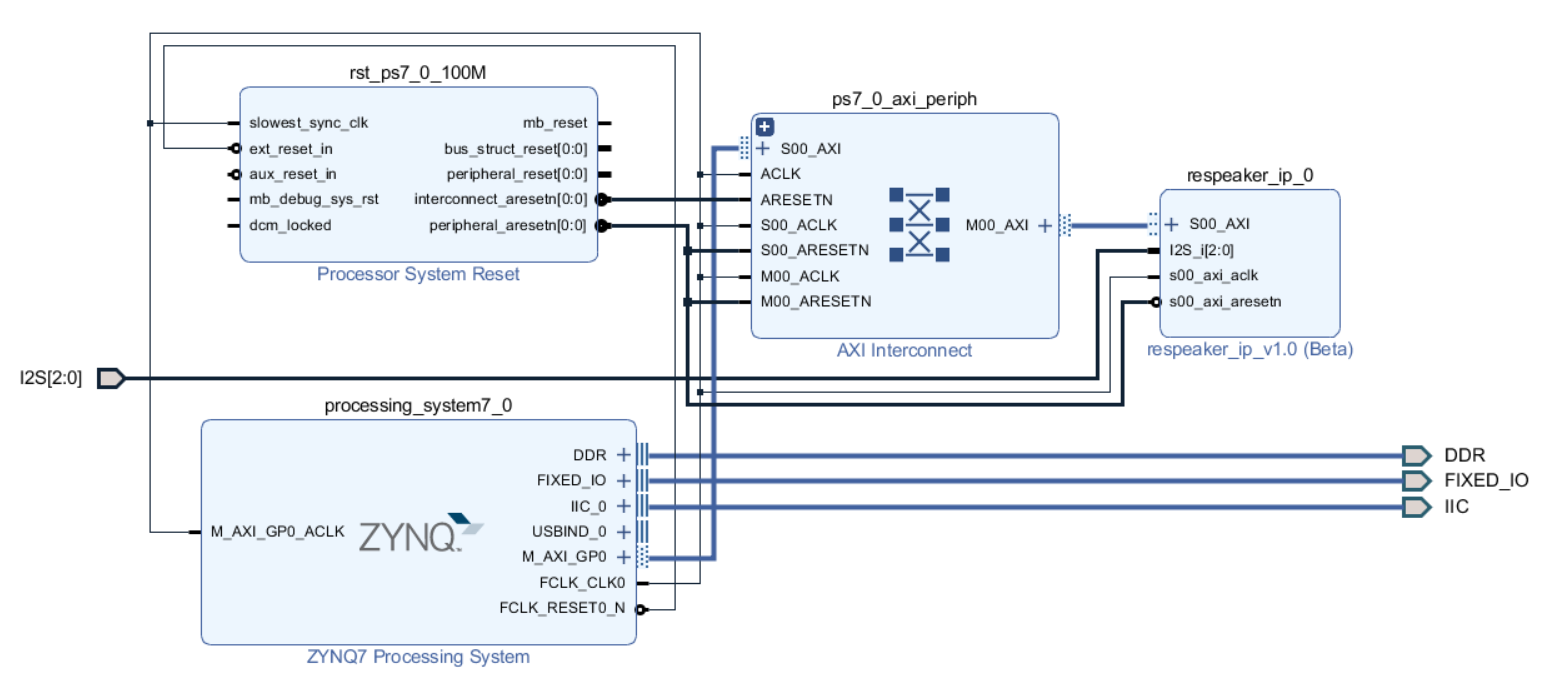 rst_ps7_0_100M
slowest_sync_clk
ext_reset_in
aux_reset_in
mb_debug_sys_rst
dcm_locked
mb_reset
bus_struct_reset[0:0]
peripheral_reset[0:0]
interconnect_aresetn[0:0]
peripheral_aresetn[0:0]
Processor System Reset
ps7_0_axi_periph
S00_AXI
ACLK
ARESETN
S00_ACLK
S00_ARESETN
M00_ACLK
M00_ARESETN
M00_AXI
AXI Interconnect
respeaker_ip_0
S00_AXI
I2S_i[2:0]
s00_axi_aclk
s00_axi_aresetn
respeaker_ip_v1.0 (Beta)
I2S[2:0]
processing_system7_0
M_AXI_GP0_ACLK
ZYNQ
DDR
FIXED_IO
IIC_0
USBIND_0
M_AXI_GP0
FCLK_CLK0
FCLK_RESET0_N
ZYNQ7 Processing System
DDR
FIXED_IO
IIC